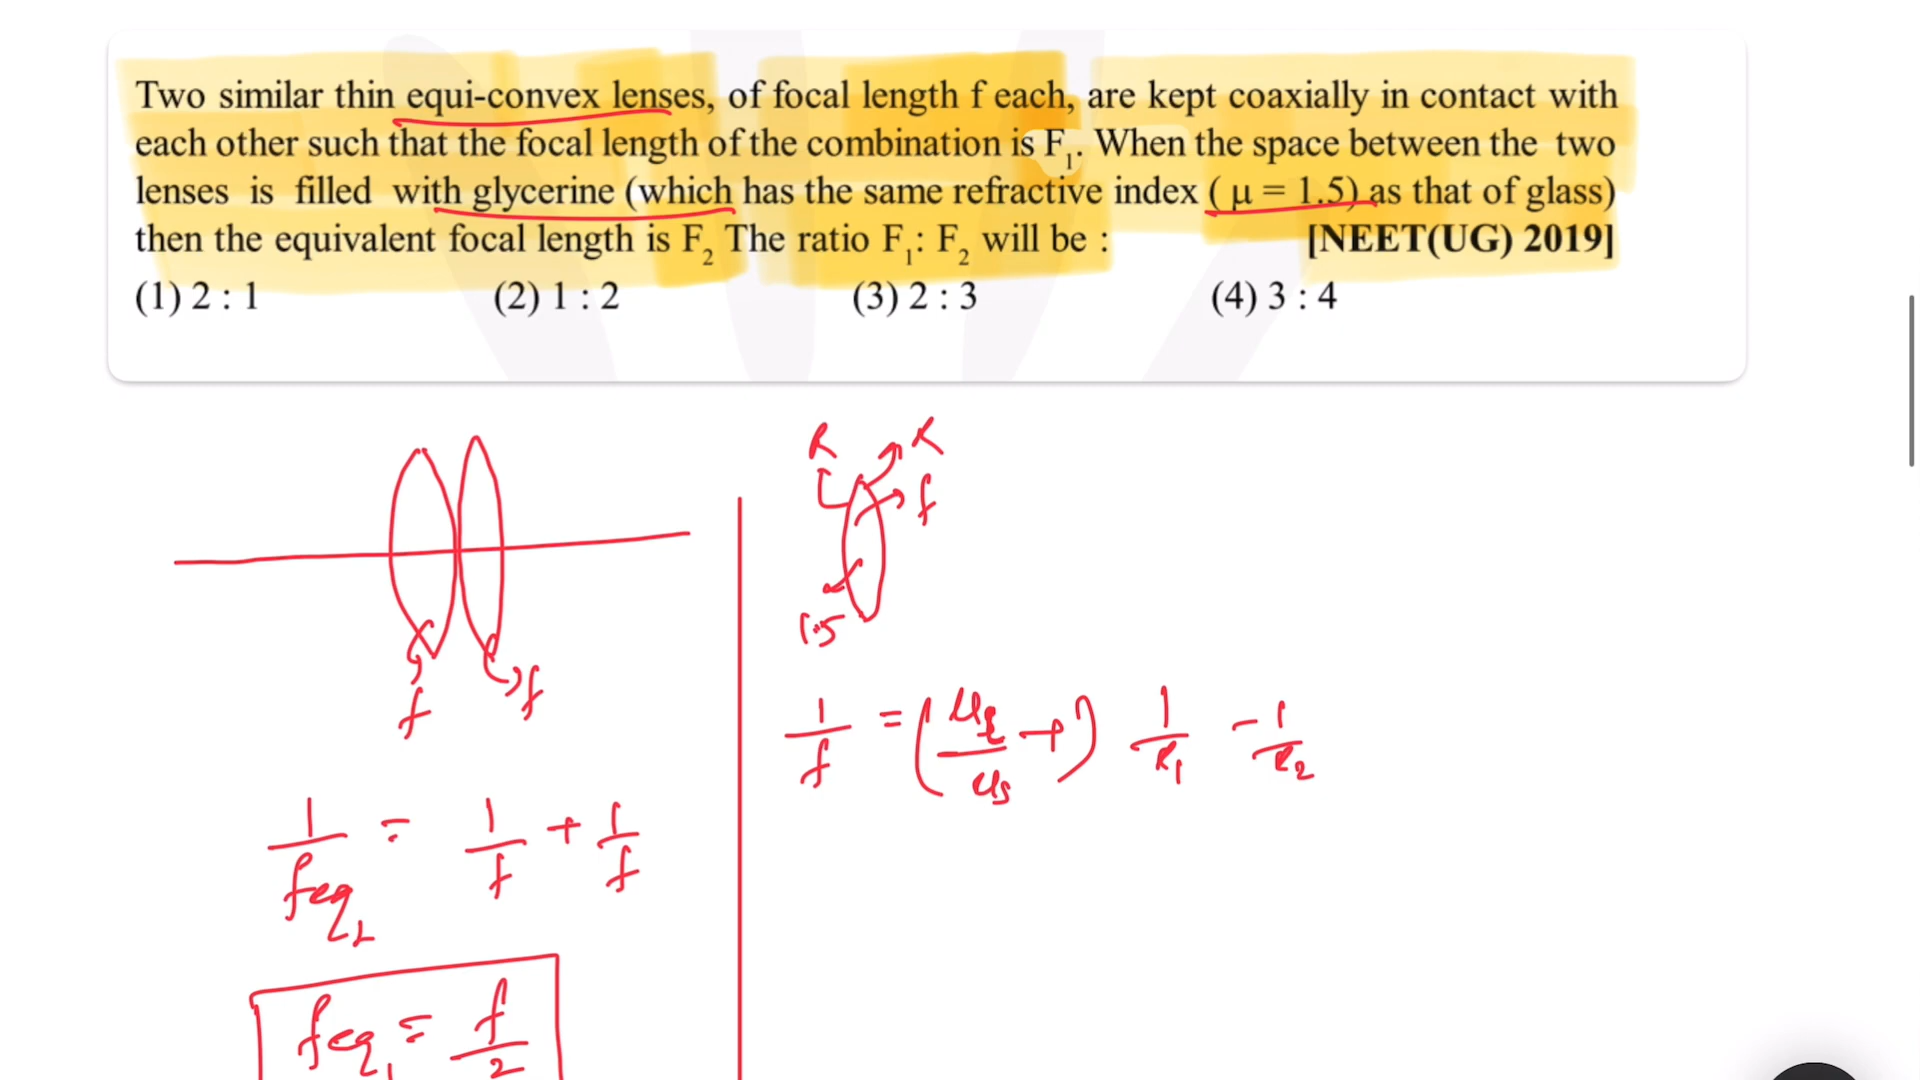 Two similar thin equi-convex lenses, of focal length f each, are kept coaxially in contact with
each other such that the focal length of the combination is F₁. When the space between the two
lenses is filled with glycerine (which has the same refractive index ( μ = 1.5) as that of glass)
then the equivalent focal length is F₂ The ratio F₁: F₂ will be : [NEET(UG) 2019]
(1) 2 : 1 (2) 1 : 2 (3) 2 : 3 (4) 3 : 4
R R
f
1.5
f f
1/f = (μ/μs -1) 1/R₁ - 1/R₂
1/feq = 1/f + 1/f
feq₁ = f/2